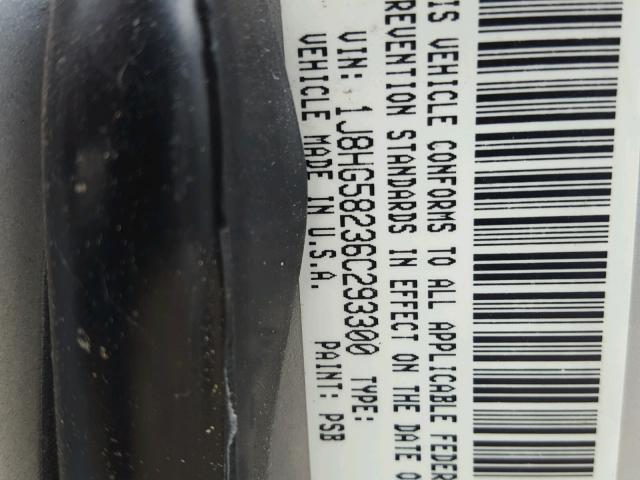 IS VEHICLE CONFORMS TO ALL APPLICABLE FEDER
REVENTION STANDARDS IN EFFECT ON THE DATE O
VIN: 1J8HG58236C293300 TYPE:
VEHICLE MADE IN U.S.A. PAINT: PSB